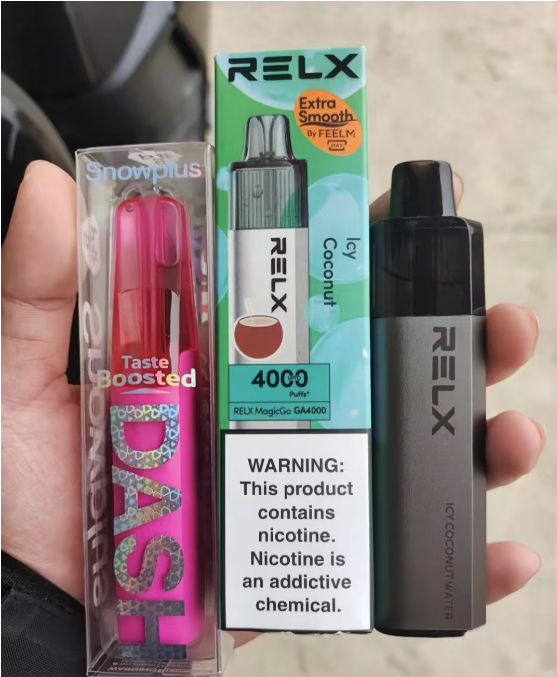 Snowplus
Taste
Boosted
DASH
RELX
Extra
Smooth
By FEELM
MAX
RELX
Icy
Coconut
4000
Puffs*
RELX MagicGo GA4000
WARNING:
This product
contains
nicotine.
Nicotine is
an addictive
chemical.
RELX
ICY COCONUT WATER